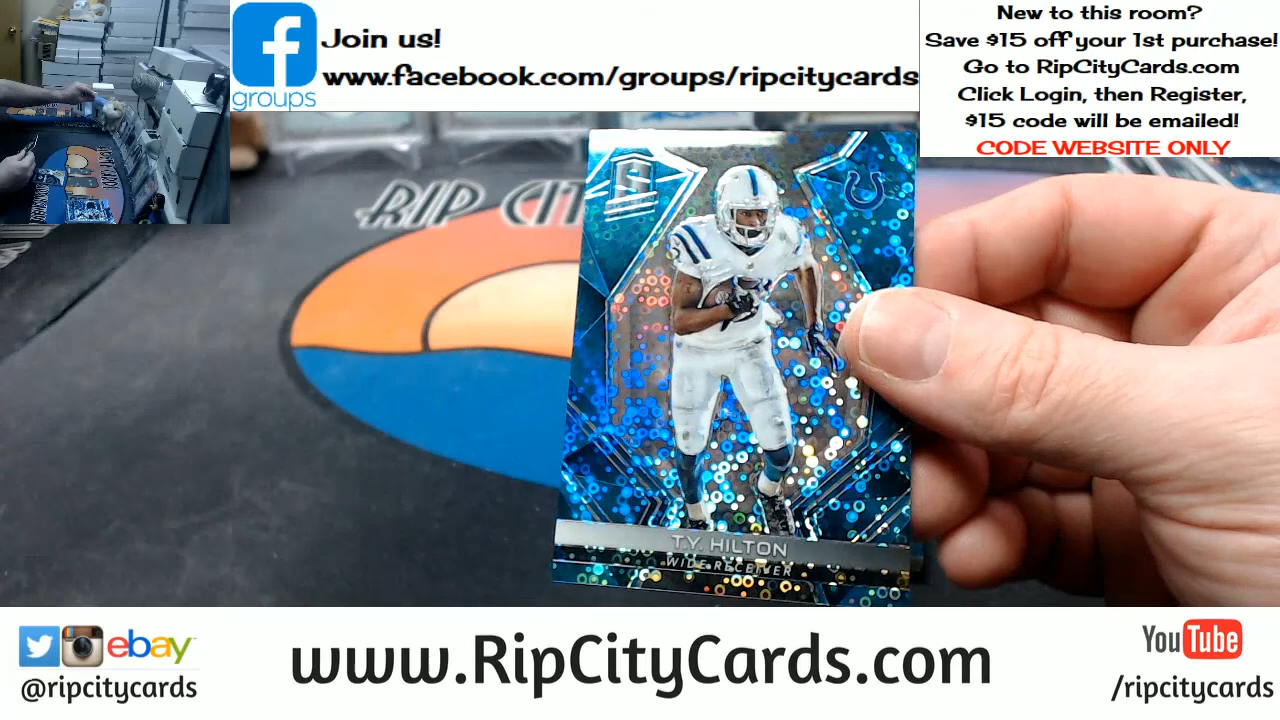 Join us!
www.facebook.com/groups/ripcitycards
groups
New to this room?
Save $15 off your 1st purchase!
Go to RipCityCards.com
Click Login, then Register,
$15 code will be emailed!
CODE WEBSITE ONLY
RIP CIT
T.Y. HILTON
WIDE RECEIVER
ebay
@ripcitycards
www.RipCityCards.com
YouTube
/ripcitycards